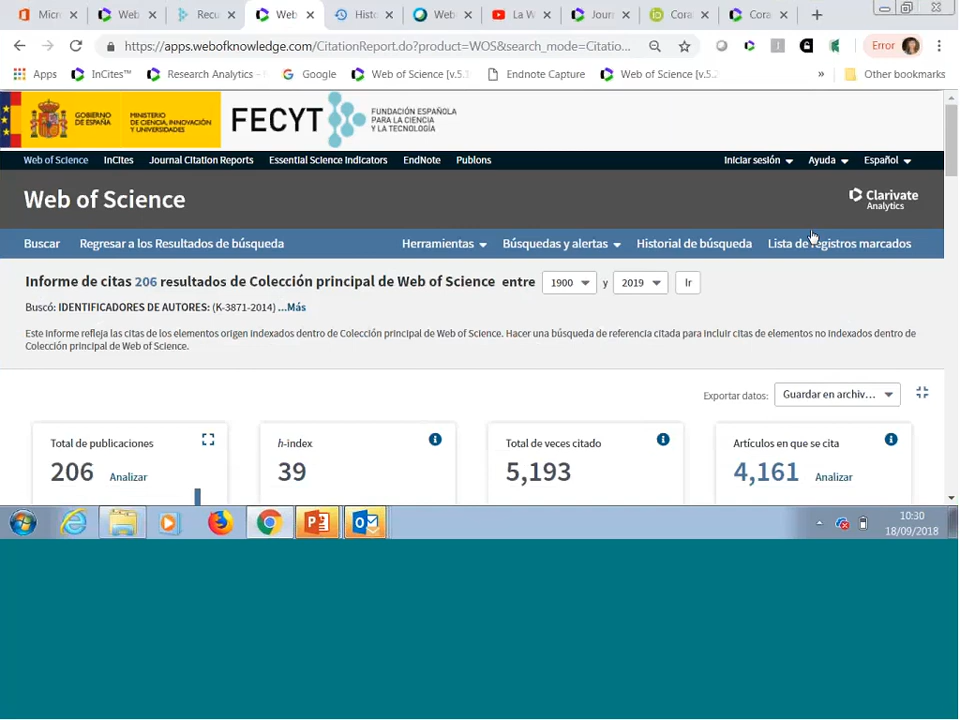 Micr
Web
Recu
Web
Histo
Web
La W
Journ
Cora
Cora
https://apps.webofknowledge.com/CitationReport.do?product=WOS&search_mode=Citatio...
Error
Apps
InCites™
Research Analytics -
Google
Web of Science [v.5.1
Endnote Capture
Web of Science [v.5.2
»
Other bookmarks
GOBIERNO DE ESPAÑA
MINISTERIO DE CIENCIA, INNOVACIÓN Y UNIVERSIDADES
FECYT
FUNDACIÓN ESPAÑOLA
PARA LA CIENCIA
Y LA TECNOLOGÍA
Web of Science InCites Journal Citation Reports Essential Science Indicators EndNote Publons Iniciar sesión Ayuda Español
Web of Science
Clarivate
Analytics
Buscar Regresar a los Resultados de búsqueda Herramientas Búsquedas y alertas Historial de búsqueda Lista de registros marcados
Informe de citas 206 resultados de Colección principal de Web of Science entre 1900 y 2019 Ir
Buscó: IDENTIFICADORES DE AUTORES: (K-3871-2014) ...Más
Este informe refleja las citas de los elementos origen indexados dentro de Colección principal de Web of Science. Hacer una búsqueda de referencia citada para incluir citas de elementos no indexados dentro de
Colección principal de Web of Science.
Exportar datos: Guardar en archiv...
Total de publicaciones
206 Analizar
h-index
39
Total de veces citado
5,193
Artículos en que se cita
4,161 Analizar
10:30
18/09/2018